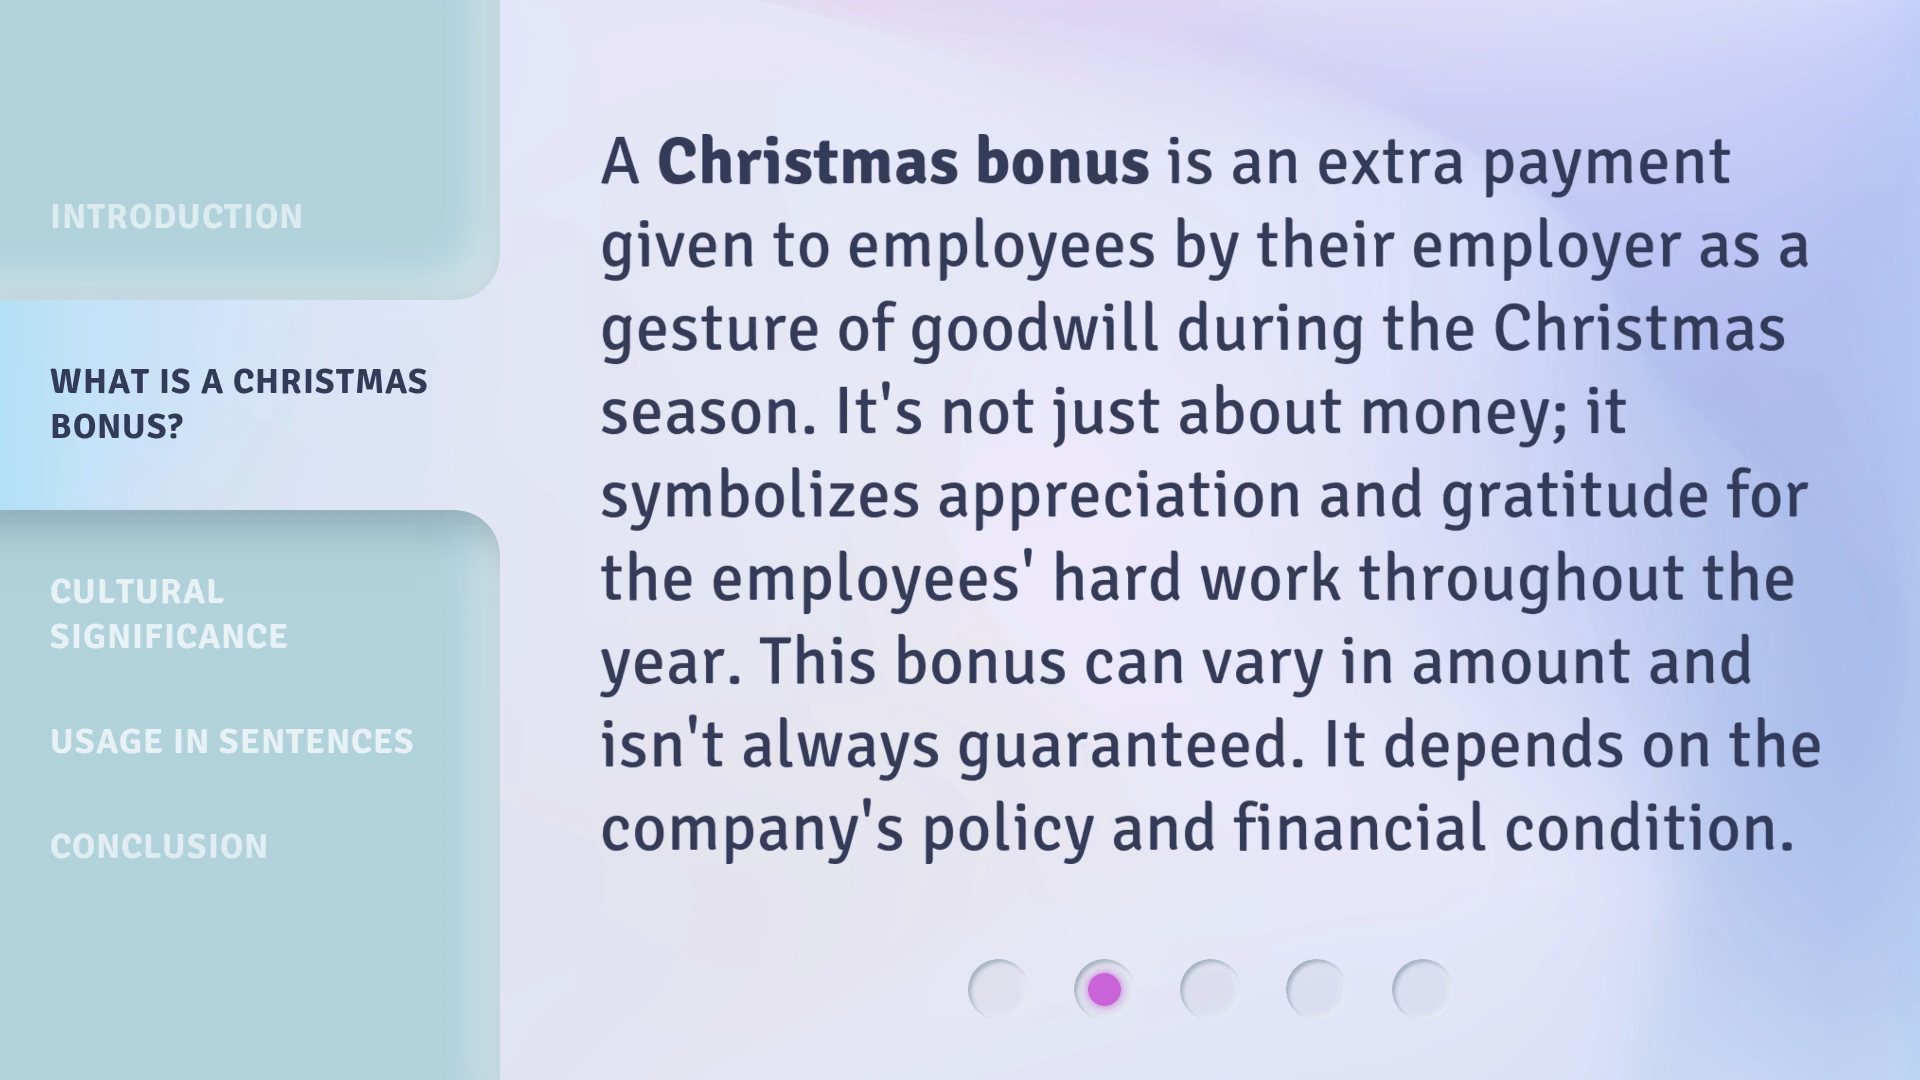 INTRODUCTION
WHAT IS A CHRISTMAS
BONUS?
CULTURAL
SIGNIFICANCE
USAGE IN SENTENCES
CONCLUSION
A Christmas bonus is an extra payment
given to employees by their employer as a
gesture of goodwill during the Christmas
season. It's not just about money; it
symbolizes appreciation and gratitude for
the employees' hard work throughout the
year. This bonus can vary in amount and
isn't always guaranteed. It depends on the
company's policy and financial condition.